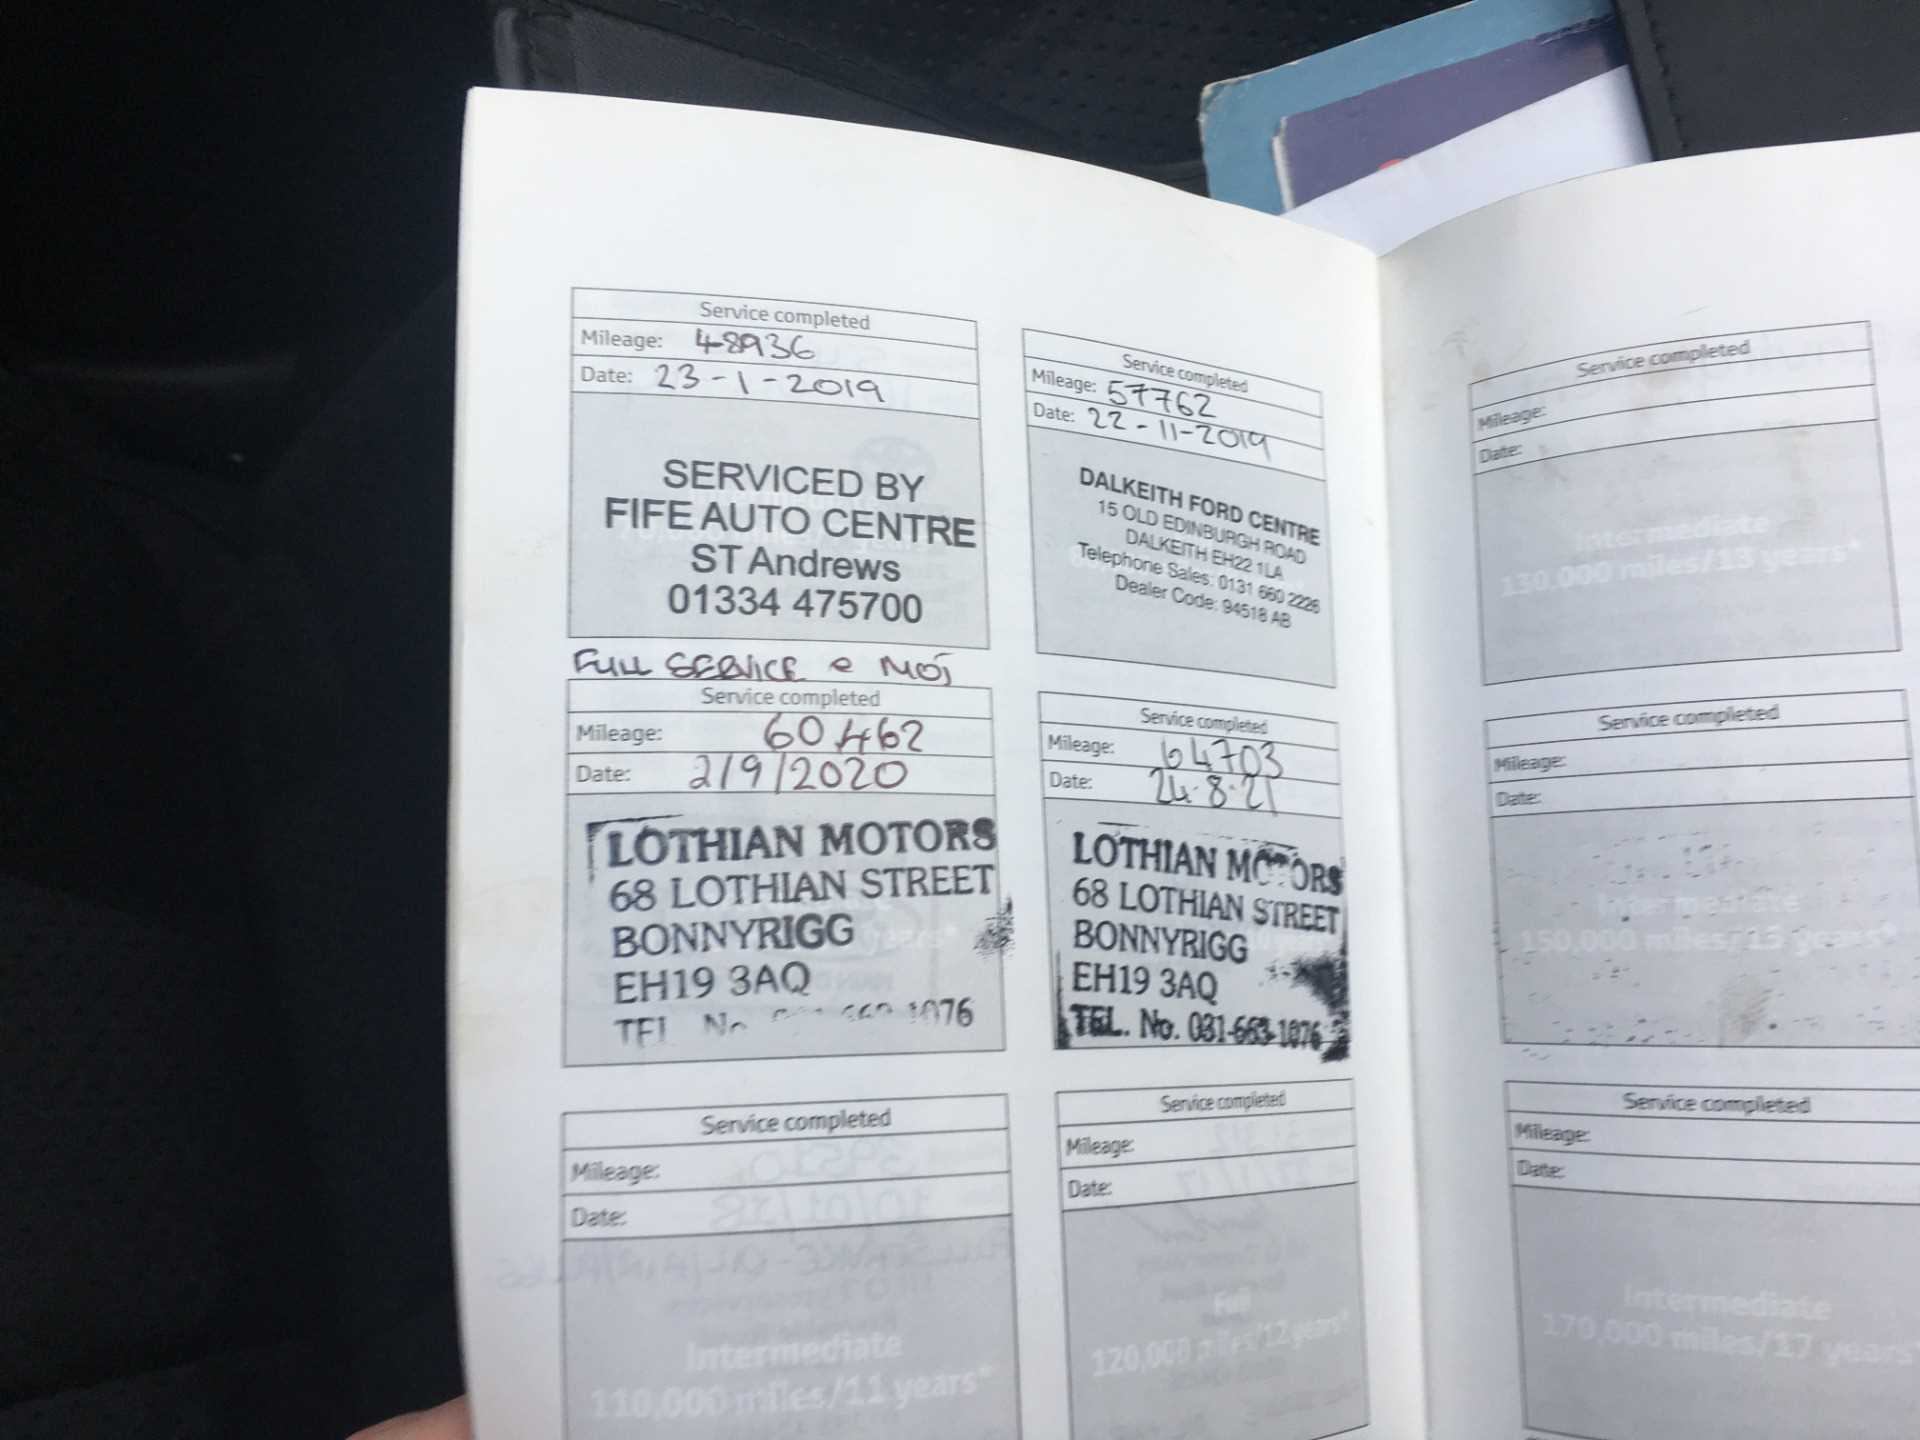 Service completed
Mileage: 48936
Date: 23-1-2019
SERVICED BY
FIFE AUTO CENTRE
ST Andrews
01334 475700
Service completed
Mileage: 57762
Date: 22-11-2019
DALKEITH FORD CENTRE
15 OLD EDINBURGH ROAD
DALKEITH EH22 1LA
Telephone Sales: 0131 660 2226
Dealer Code: 94518 AB
FULL SERVICE e MOT
Service completed
Mileage: 60462
Date: 2/9/2020
LOTHIAN MOTORS
68 LOTHIAN STREET
BONNYRIGG
EH19 3AQ
TEL No 1076
Service completed
Mileage: 64703
Date: 24.8.21
LOTHIAN MOTORS
68 LOTHIAN STREET
BONNYRIGG
EH19 3AQ
TEL. No. 031-663-1076
Service completed
Mileage:
Date:
Intermediate
110,000 miles/11 years*
Service completed
Mileage:
Date:
Full
120,000 miles/12 years*
Service completed
Mileage:
Date:
Intermediate
130,000 miles/13 years*
Service completed
Mileage:
Date:
Intermediate
150,000 miles/15 years*
Service completed
Mileage:
Date:
Intermediate
170,000 miles/17 years*